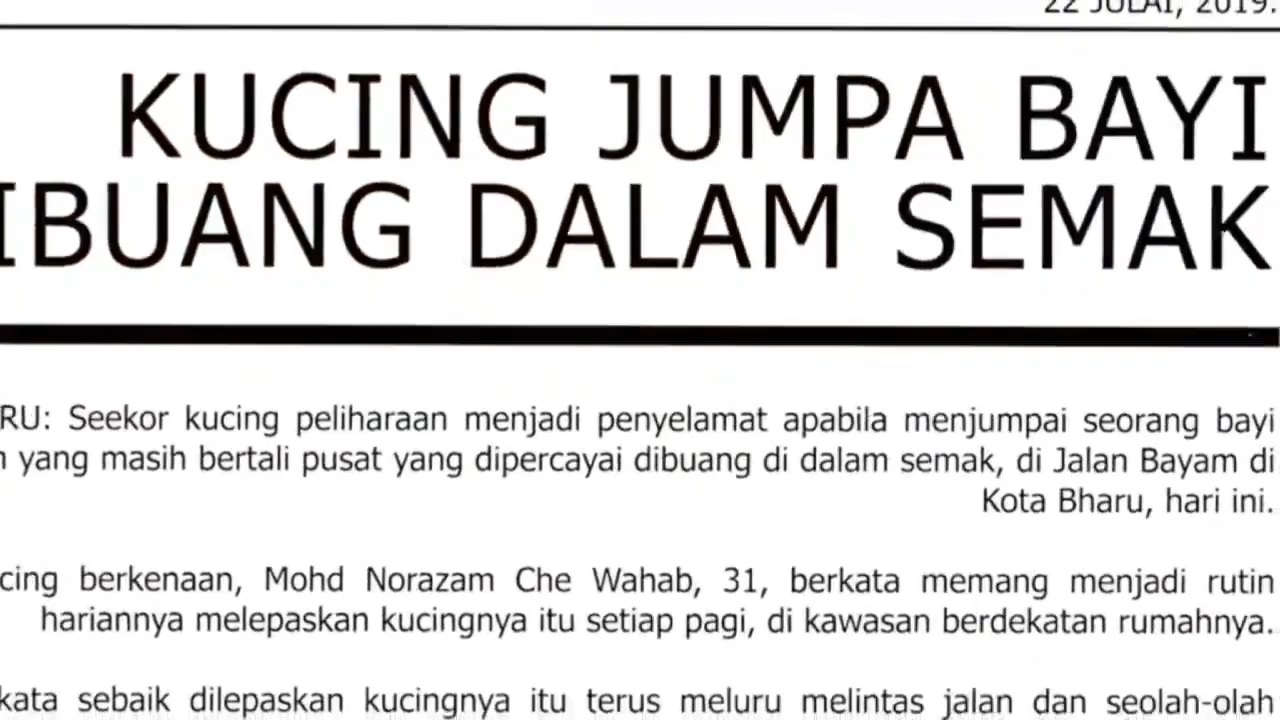 22 JULAI, 2019.
KUCING JUMPA BAYI
IBUANG DALAM SEMAK
RU: Seekor kucing peliharaan menjadi penyelamat apabila menjumpai seorang bayi
n yang masih bertali pusat yang dipercayai dibuang di dalam semak, di Jalan Bayam di
Kota Bharu, hari ini.
cing berkenaan, Mohd Norazam Che Wahab, 31, berkata memang menjadi rutin
hariannya melepaskan kucingnya itu setiap pagi, di kawasan berdekatan rumahnya.
kata sebaik dilepaskan kucingnya itu terus meluru melintas jalan dan seolah-olah